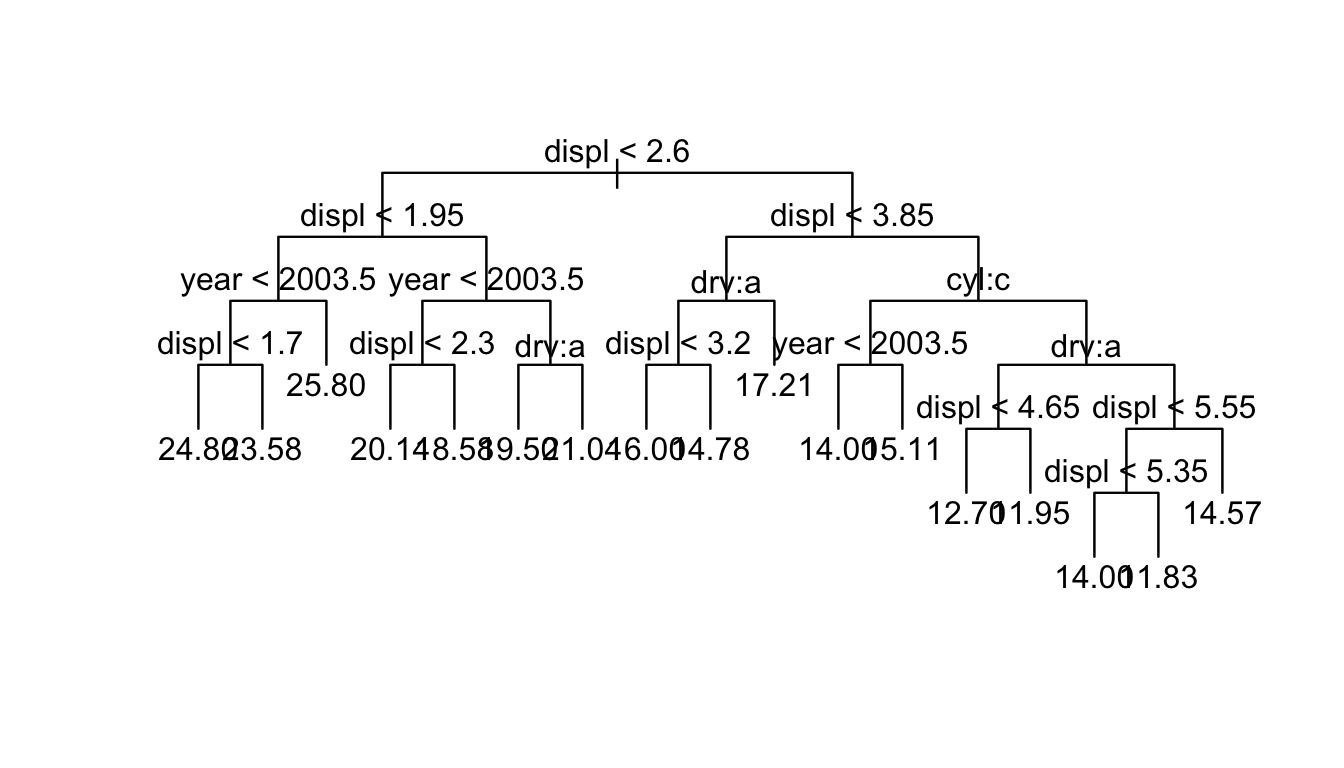 displ < 2.6
displ < 1.95 displ < 3.85
year < 2003.5 year < 2003.5 drv:a cyl:c
displ < 1.7 displ < 2.3 drv:a displ < 3.2 year < 2003.5 drv:a
25.80 17.21
displ < 4.65 displ < 5.55
24.80 23.58 20.14 18.58 19.50 21.04 16.00 14.78 14.00 15.11
displ < 5.35
12.70 11.95 14.57
14.00 11.83